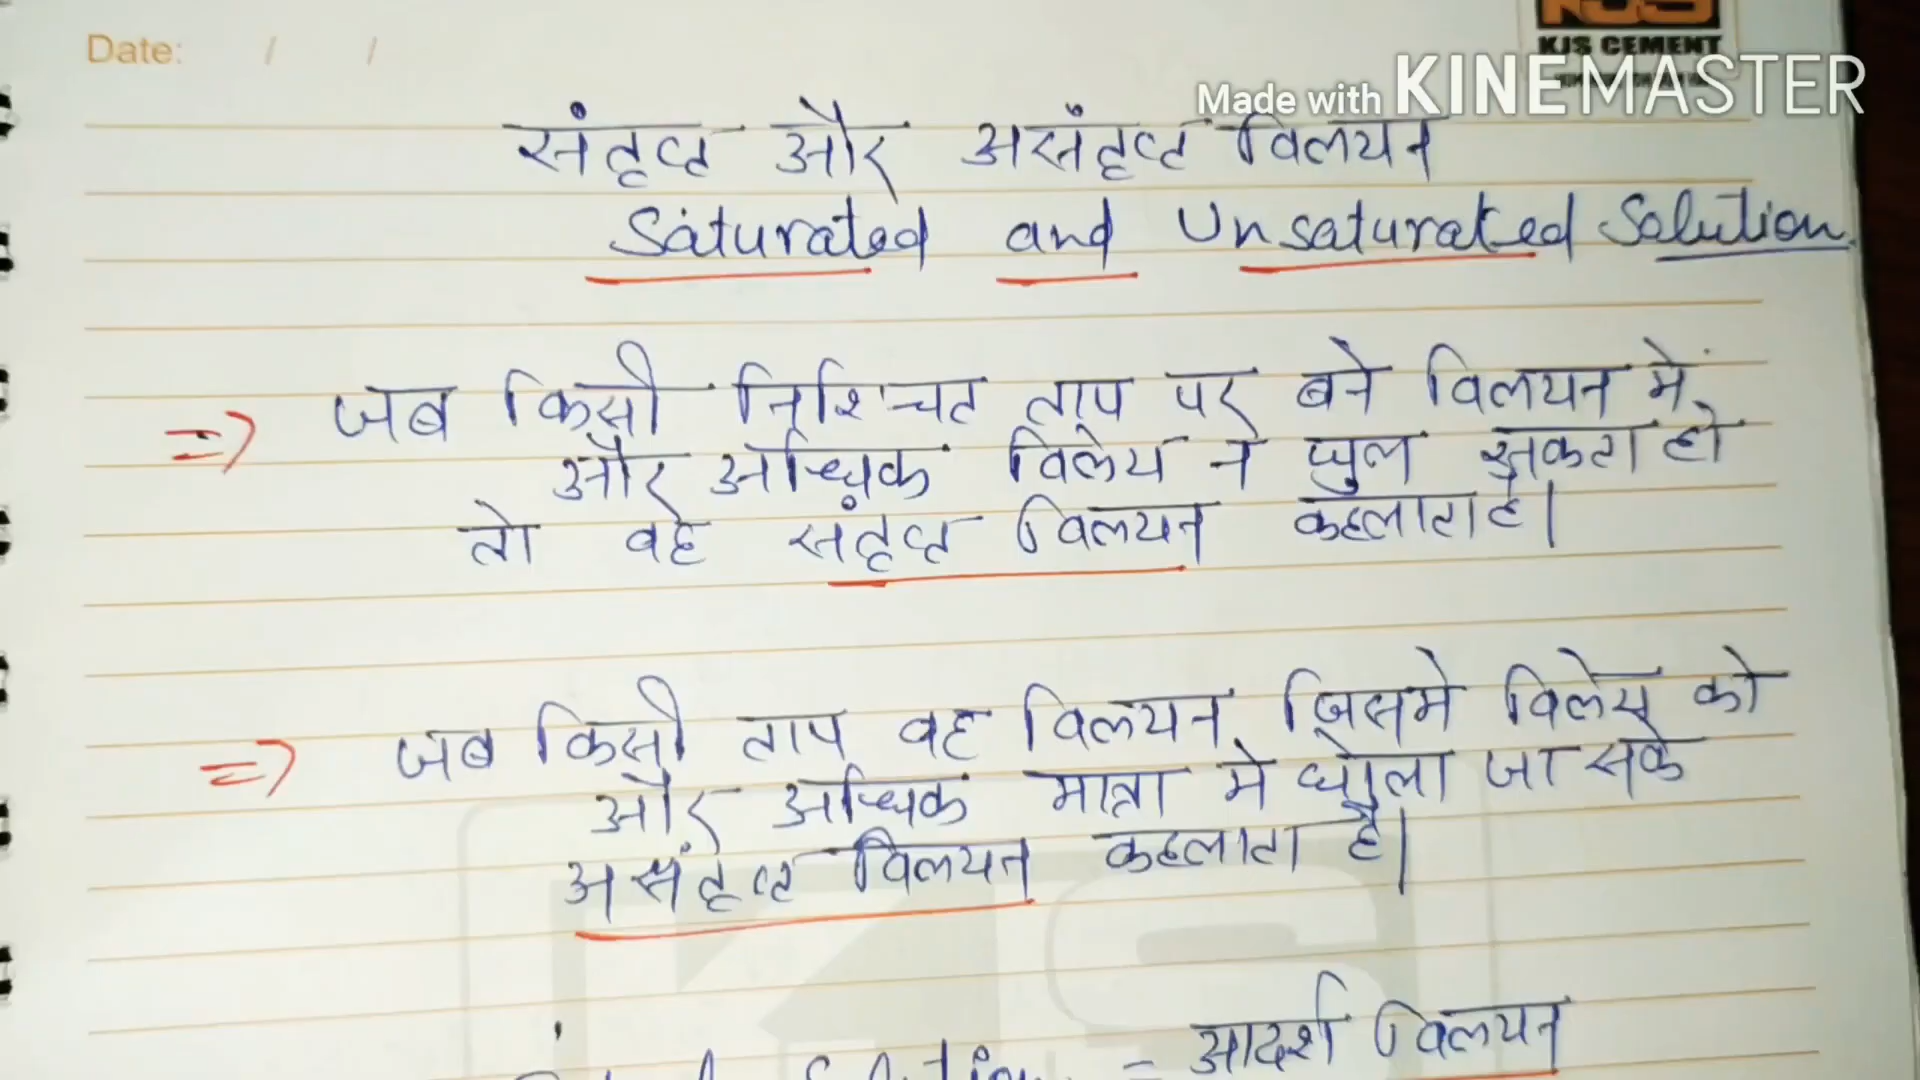 Date: / /
KJS CEMENT
Made with KINEMASTER
संतृप्त और असंतृप्त विलयन
Saturated and Unsaturated Solution.
=> जब किसी निश्चित ताप पर बने विलयन में
और अधिक विलेय न घुल सकता हो
तो वह संतृप्त विलयन कहलाता है।
=> जब किसी ताप वह विलयन जिसमे विलेय को
और अधिक मात्रा मे घोला जा सके
असंतृप्त विलयन कहलाता है।
= आदर्श विलयन